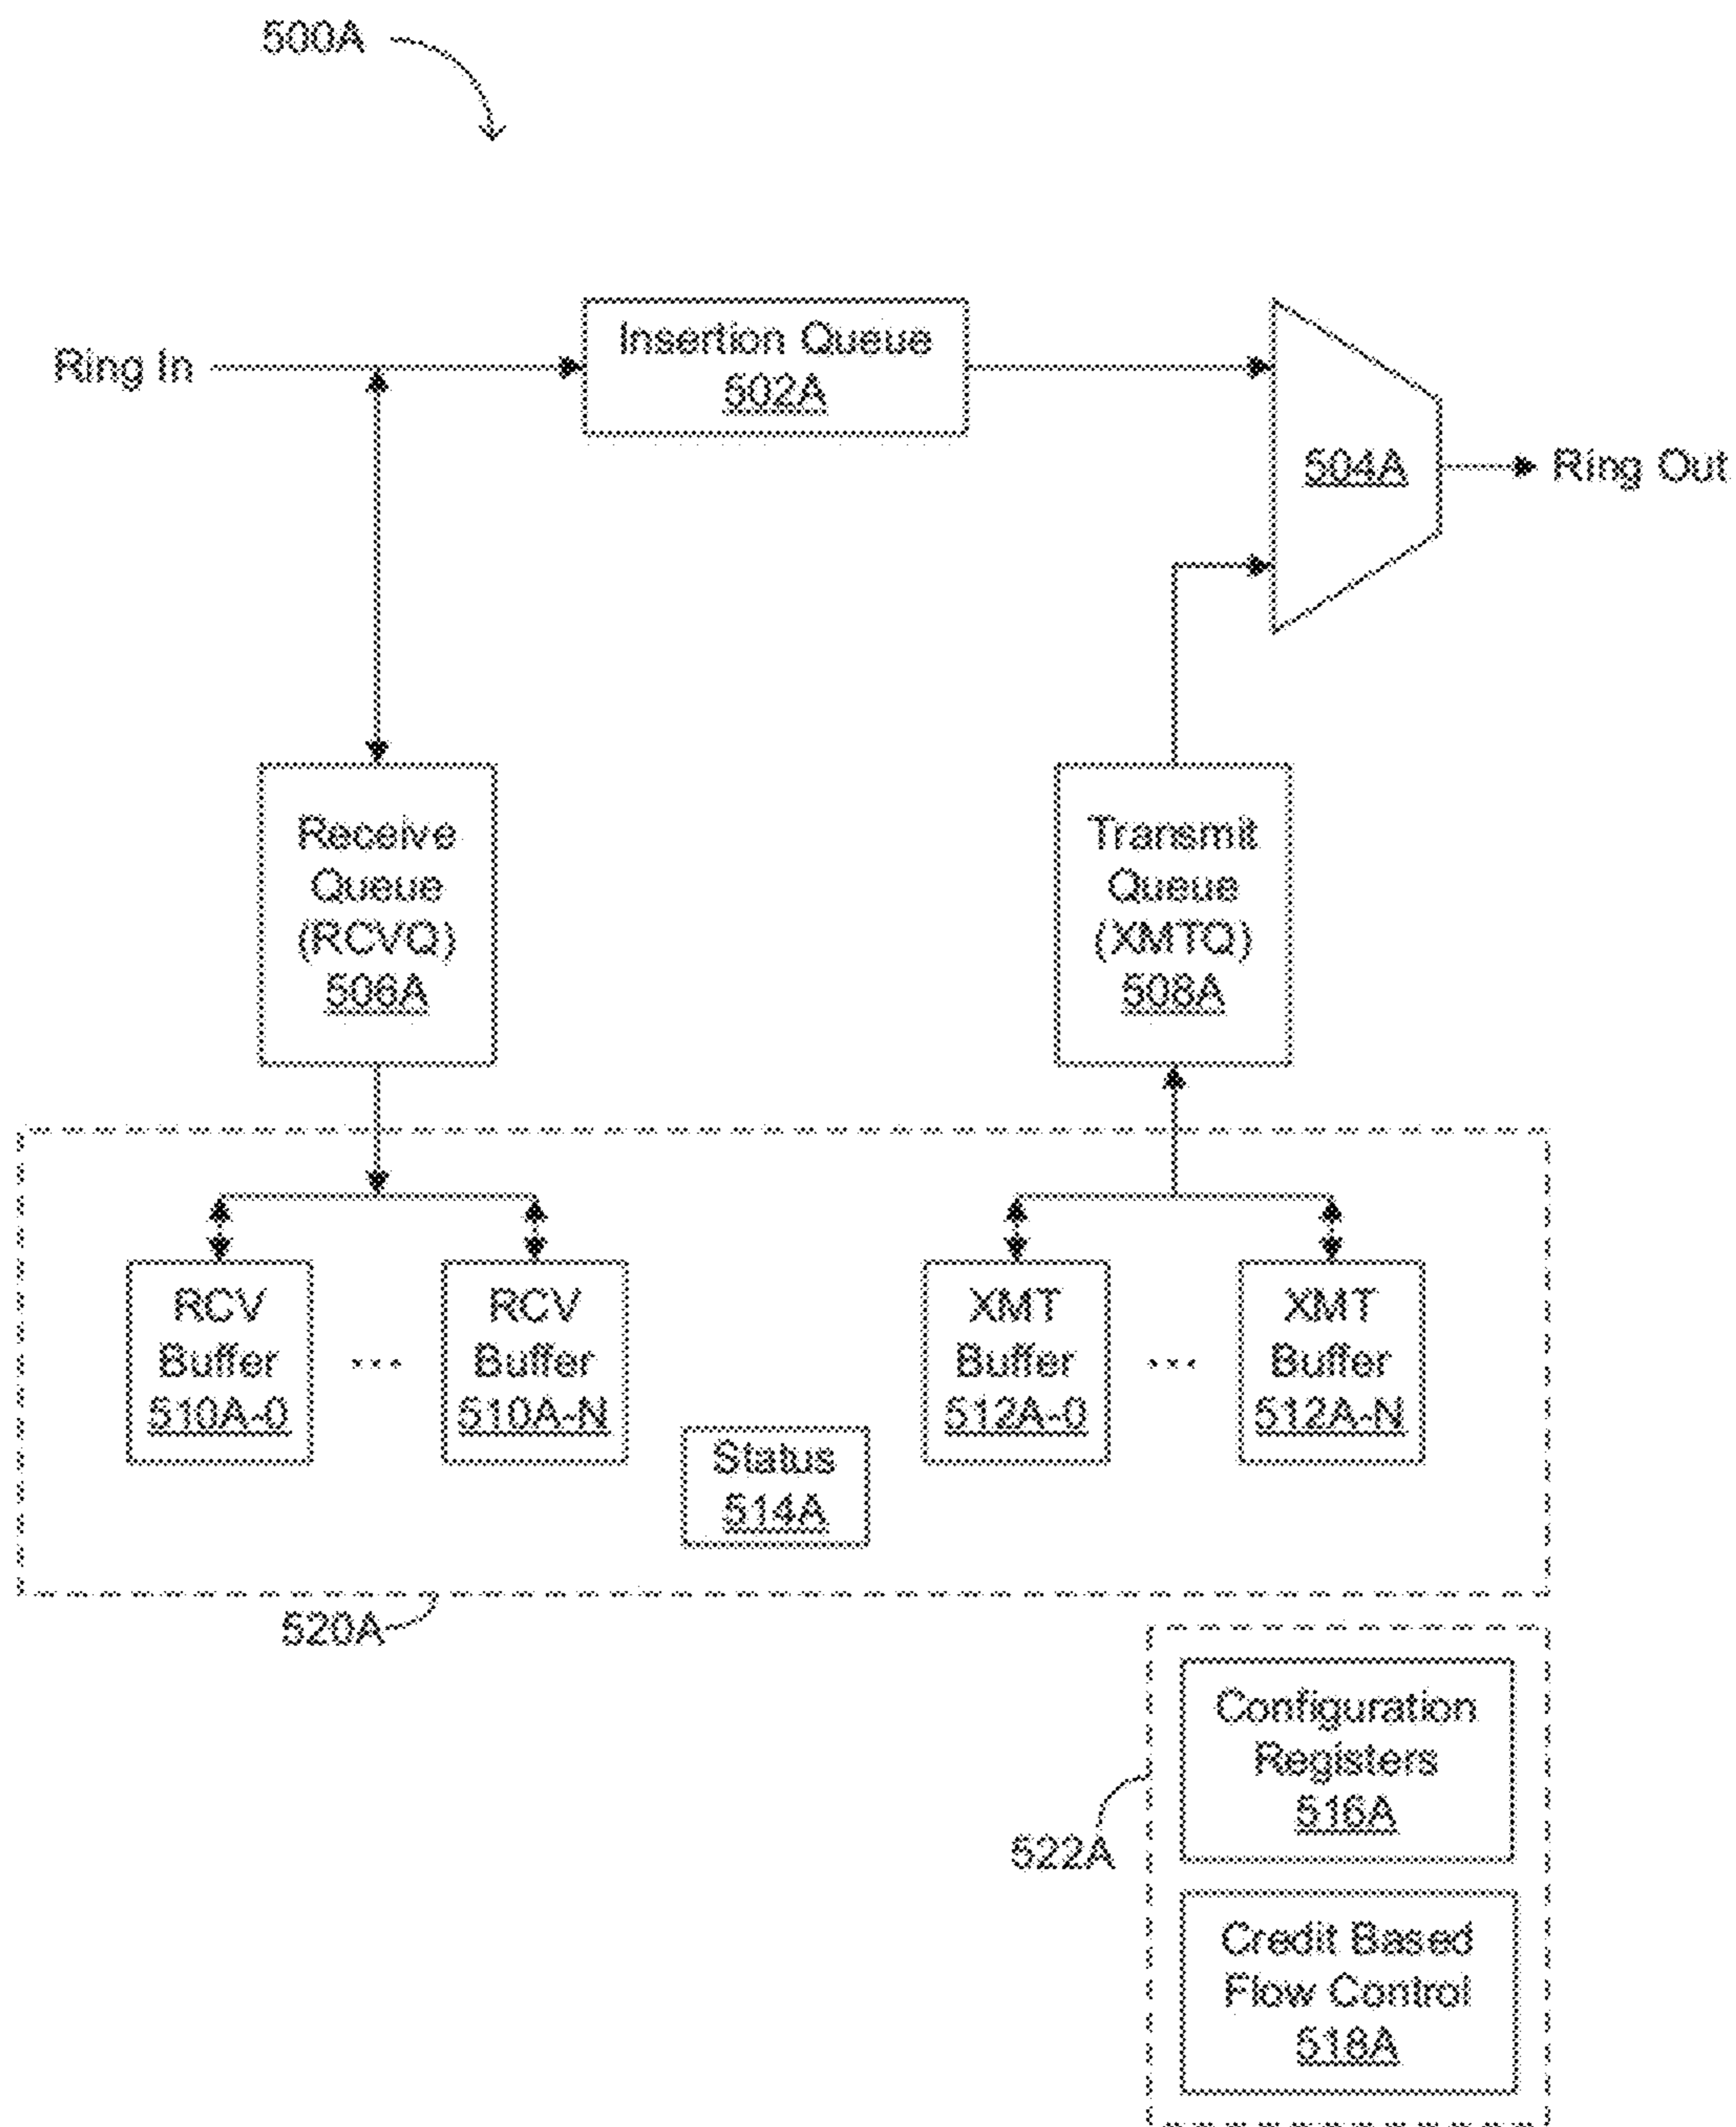 500A
Ring In
Insertion Queue
502A
504A
Ring Out
Receive
Queue
(RCVQ)
506A
Transmit
Queue
(XMTQ)
508A
RCV
Buffer
510A-0
...
RCV
Buffer
510A-N
Status
514A
XMT
Buffer
512A-0
...
XMT
Buffer
512A-N
520A
Configuration
Registers
516A
522A
Credit Based
Flow Control
518A